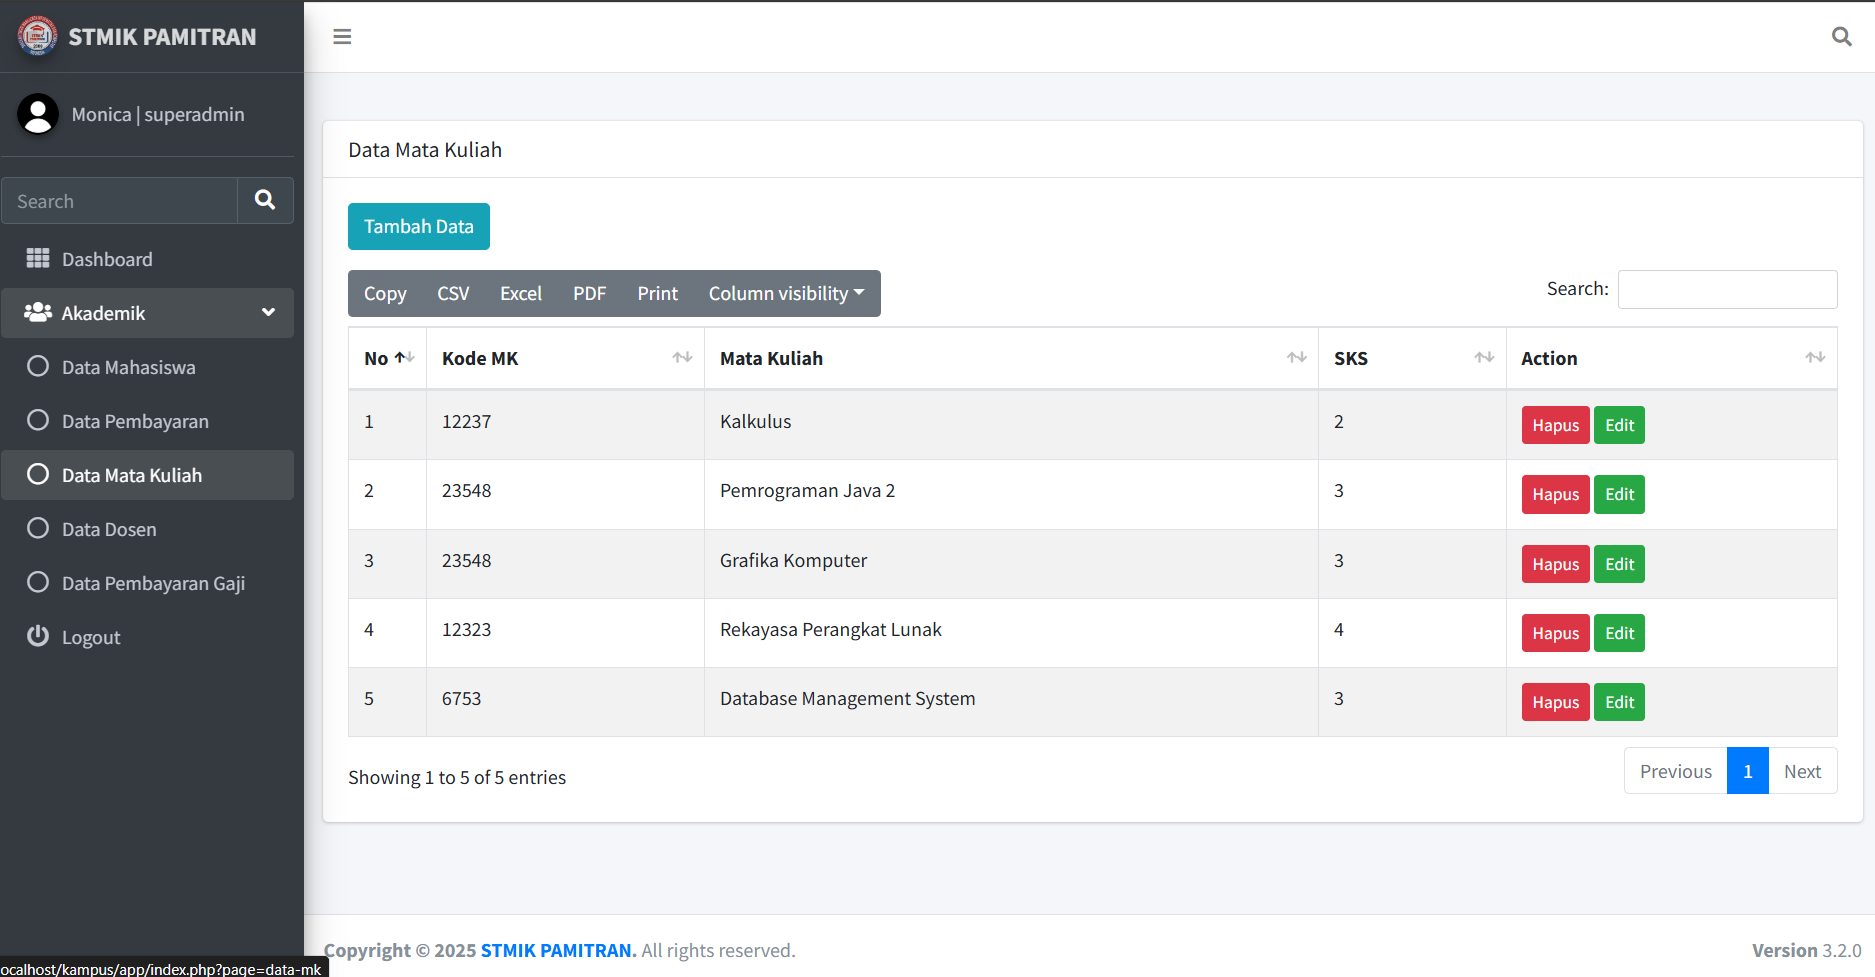 STMIK PAMITRAN
Monica | superadmin
Search
Dashboard
Akademik
Data Mahasiswa
Data Pembayaran
Data Mata Kuliah
Data Dosen
Data Pembayaran Gaji
Logout
Data Mata Kuliah
Tambah Data
Copy CSV Excel PDF Print Column visibility
Search:
No Kode MK Mata Kuliah SKS Action
1 12237 Kalkulus 2 Hapus Edit
2 23548 Pemrograman Java 2 3 Hapus Edit
3 23548 Grafika Komputer 3 Hapus Edit
4 12323 Rekayasa Perangkat Lunak 4 Hapus Edit
5 6753 Database Management System 3 Hapus Edit
Showing 1 to 5 of 5 entries
Previous 1 Next
Copyright © 2025 STMIK PAMITRAN. All rights reserved.
Version 3.2.0
ocalhost/kampus/app/index.php?page=data-mk